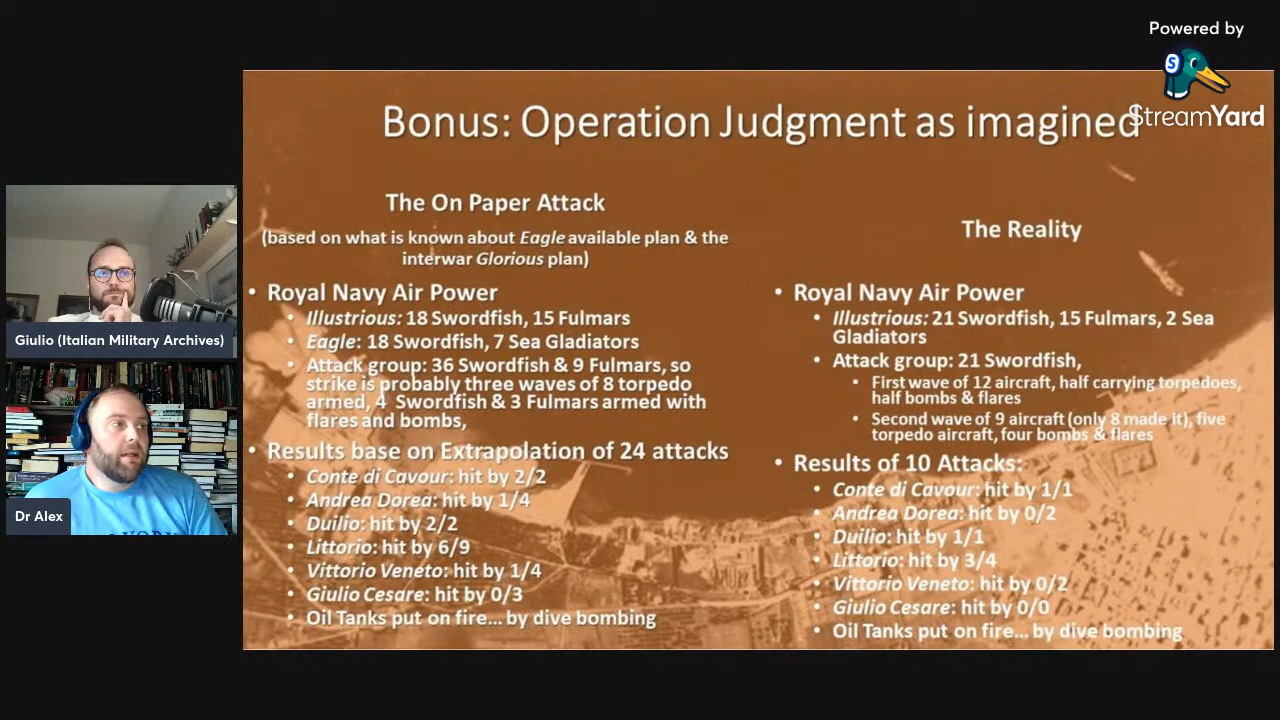 Powered by
StreamYard
Bonus: Operation Judgment as imagined
The On Paper Attack
(based on what is known about Eagle available plan & the
interwar Glorious plan)
• Royal Navy Air Power
• Illustrious: 18 Swordfish, 15 Fulmars
• Eagle: 18 Swordfish, 7 Sea Gladiators
• Attack group: 36 Swordfish & 9 Fulmars, so
strike is probably three waves of 8 torpedo
armed, 4 Swordfish & 3 Fulmars armed with
flares and bombs,
• Results base on Extrapolation of 24 attacks
• Conte di Cavour: hit by 2/2
• Andrea Dorea: hit by 1/4
• Duilio: hit by 2/2
• Littorio: hit by 6/9
• Vittorio Veneto: hit by 1/4
• Giulio Cesare: hit by 0/3
• Oil Tanks put on fire... by dive bombing
The Reality
• Royal Navy Air Power
• Illustrious: 21 Swordfish, 15 Fulmars, 2 Sea
Gladiators
• Attack group: 21 Swordfish,
• First wave of 12 aircraft, half carrying torpedoes,
half bombs & flares
• Second wave of 9 aircraft (only 8 made it), five
torpedo aircraft, four bombs & flares
• Results of 10 Attacks:
• Conte di Cavour: hit by 1/1
• Andrea Dorea: hit by 0/2
• Duilio: hit by 1/1
• Littorio: hit by 3/4
• Vittorio Veneto: hit by 0/2
• Giulio Cesare: hit by 0/0
• Oil Tanks put on fire... by dive bombing
Giulio (Italian Military Archives)
Dr Alex